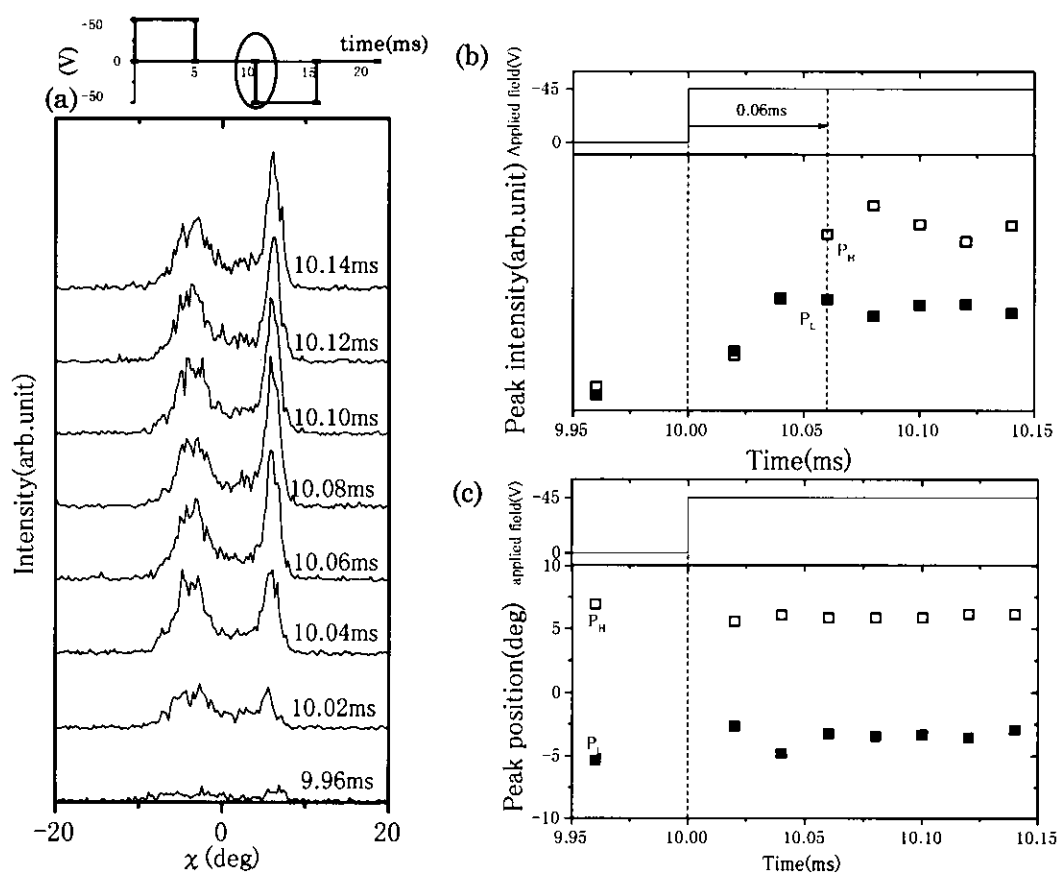 -50
0
-50
(V)
5
10
15
20
time(ms)
(a)
10.14ms
10.12ms
10.10ms
10.08ms
10.06ms
10.04ms
10.02ms
9.96ms
Intensity(arb.unit)
-20
0
20
χ (deg)
(b)
Applied field(V)
-45
0
0.06ms
Peak intensity(arb.unit)
P_H
P_L
9.95
10.00
10.05
10.10
10.15
Time(ms)
(c)
applied field(V)
-45
0
Peak position(deg)
10
5
0
-5
-10
P_H
P_L
9.95
10.00
10.05
10.10
10.15
Time(ms)